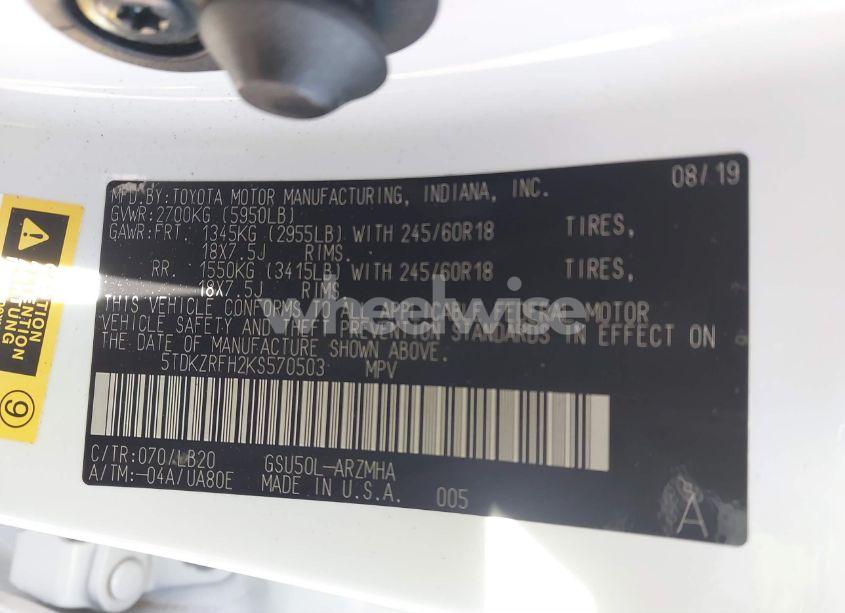 MFD.BY:TOYOTA MOTOR MANUFACTURING, INDIANA, INC. 08/19
GVWR:2700KG (5950LB)
GAWR:FRT. 1345KG (2955LB) WITH 245/60R18 TIRES,
18X7.5J RIMS.
RR. 1550KG (3415LB) WITH 245/60R18 TIRES,
18X7.5J RIMS.
THIS VEHICLE CONFORMS TO ALL APPLICABLE FEDERAL MOTOR
VEHICLE SAFETY AND THEFT PREVENTION STANDARDS IN EFFECT ON
THE DATE OF MANUFACTURE SHOWN ABOVE.
5TDKZRFH2KS570503 MPV
C/TR:070/LB20 GSU50L-ARZMHA
A/TM:-04A/UA80E MADE IN U.S.A. 005
A
wheelwise
CAUTION
9